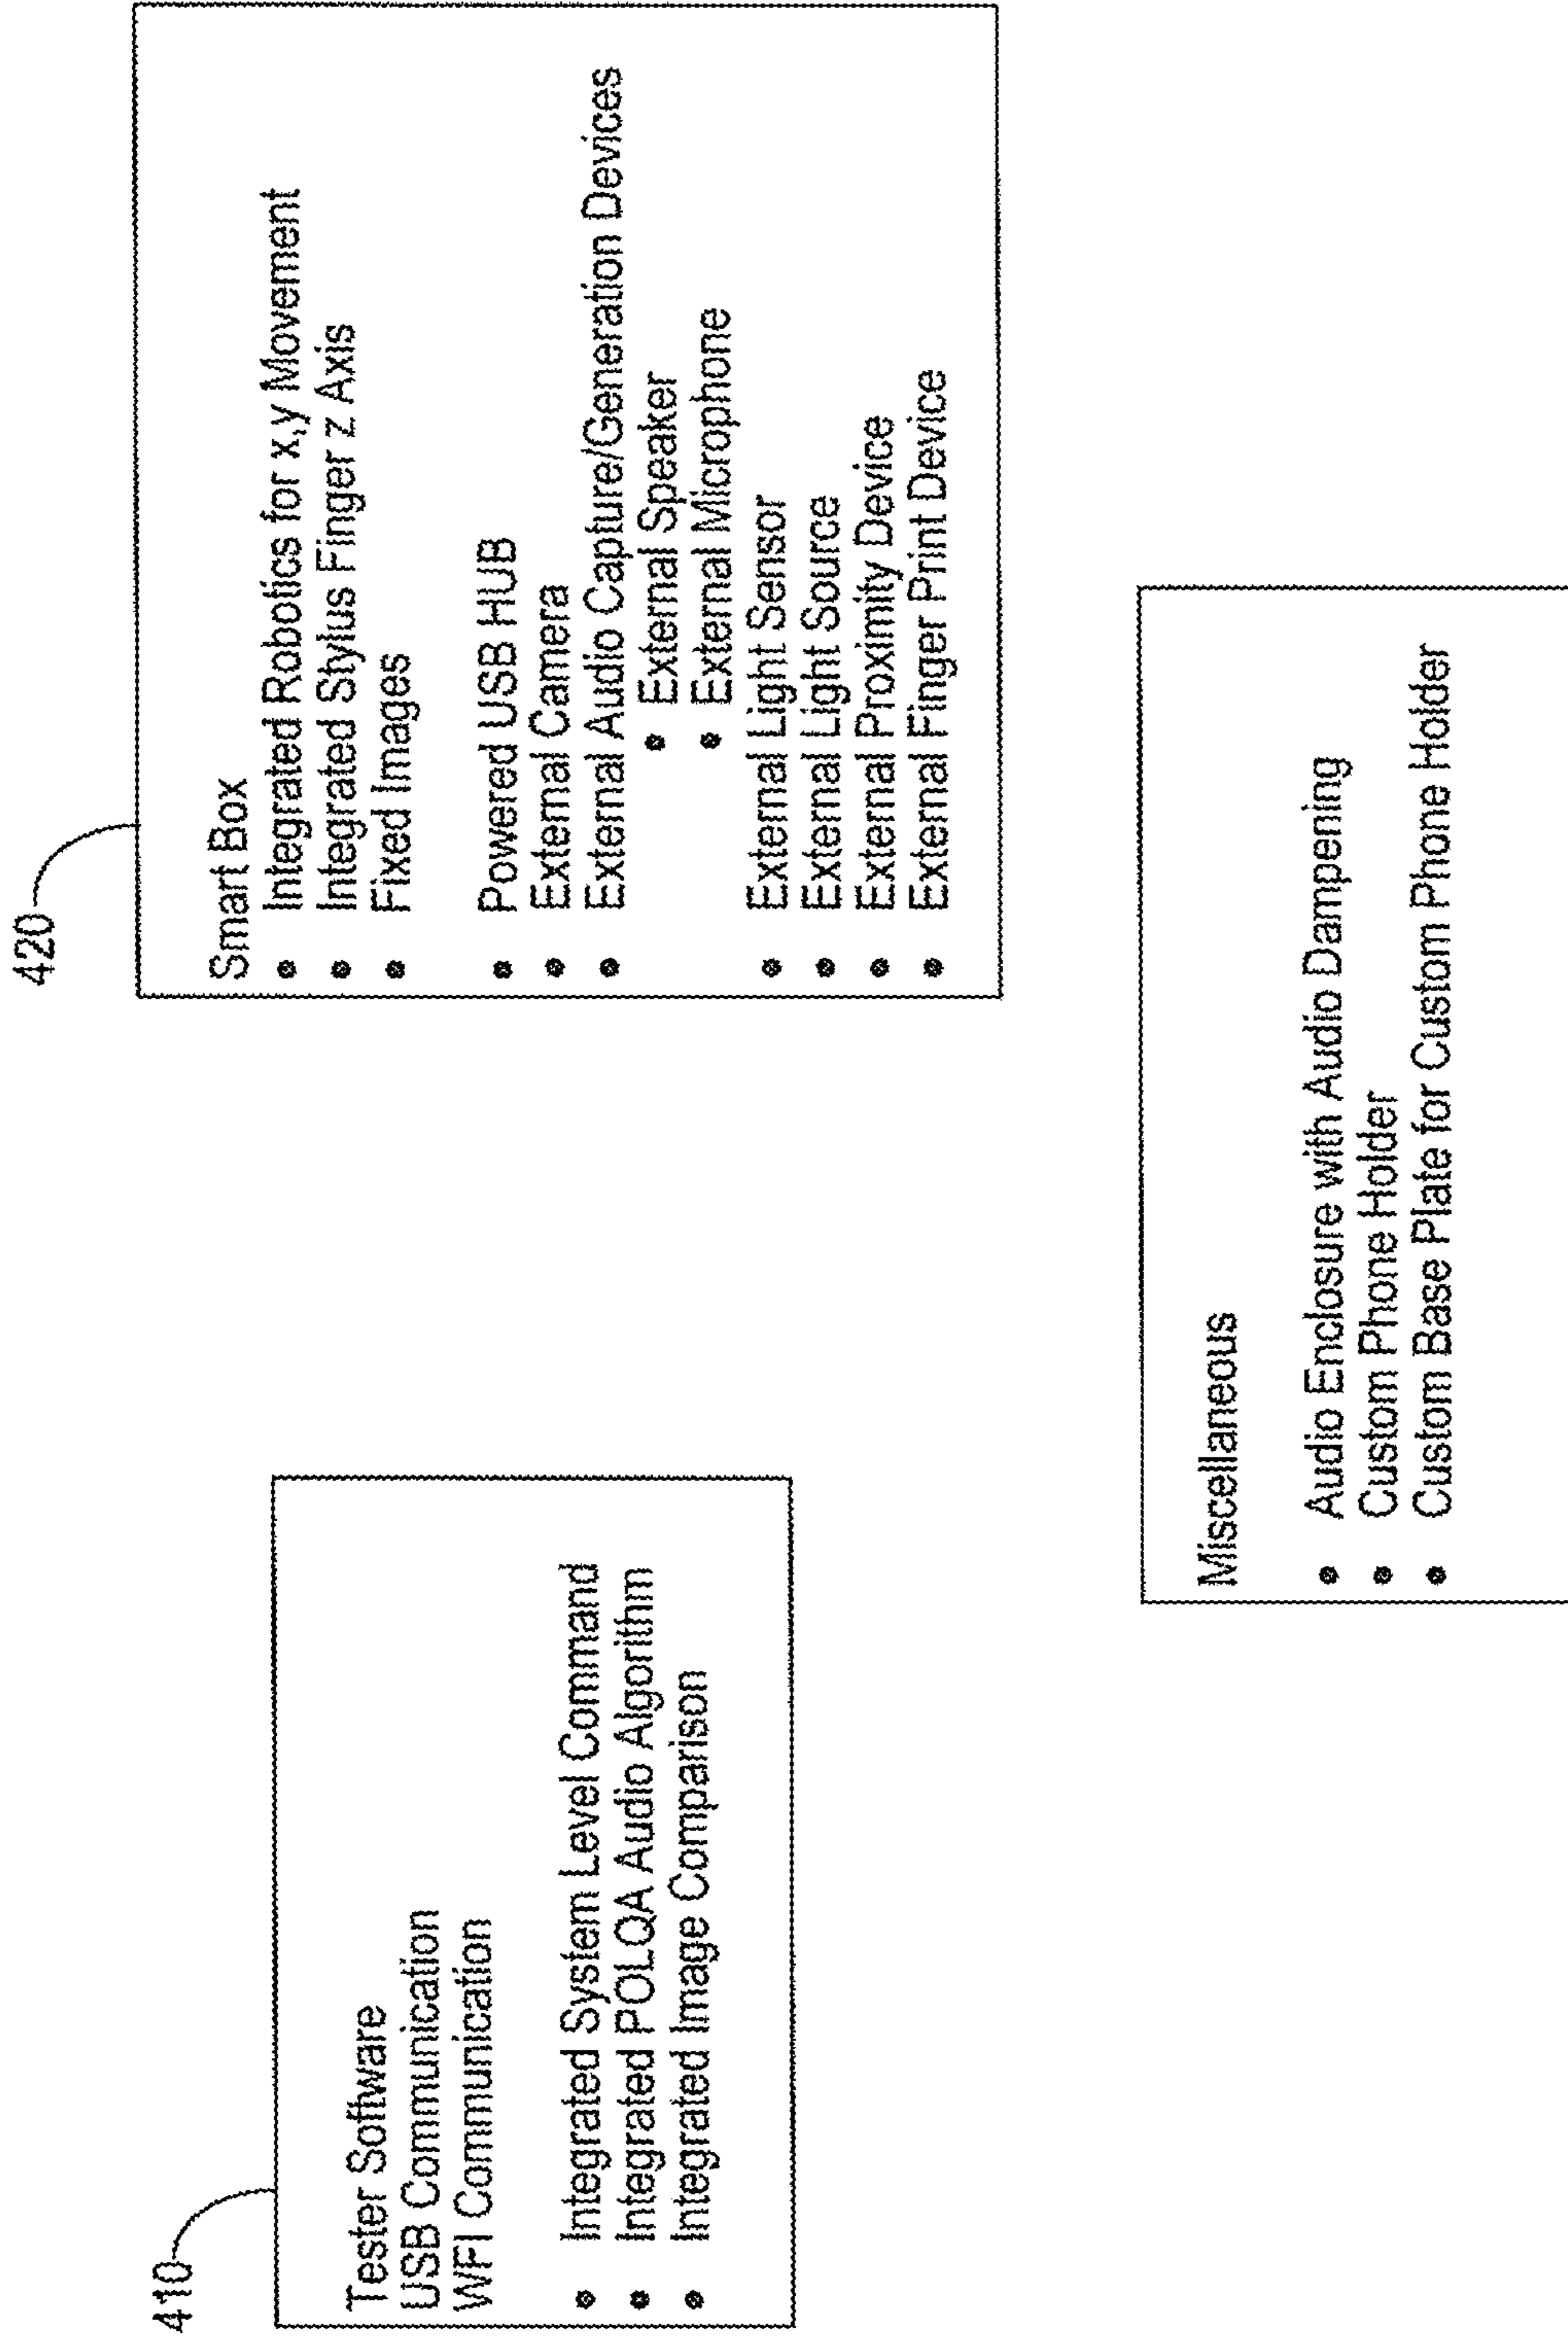 410
Tester Software
USB Communication
WFI Communication
• Integrated System Level Command
• Integrated POLQA Audio Algorithm
• Integrated Image Comparison
420
Smart Box
• Integrated Robotics for x,y Movement
• Integrated Stylus Finger z Axis
• Fixed Images
• Powered USB HUB
• External Camera
• External Audio Capture/Generation Devices
• External Speaker
• External Microphone
• External Light Sensor
• External Light Source
• External Proximity Device
• External Finger Print Device
Miscellaneous
• Audio Enclosure with Audio Dampening
• Custom Phone Holder
• Custom Base Plate for Custom Phone Holder